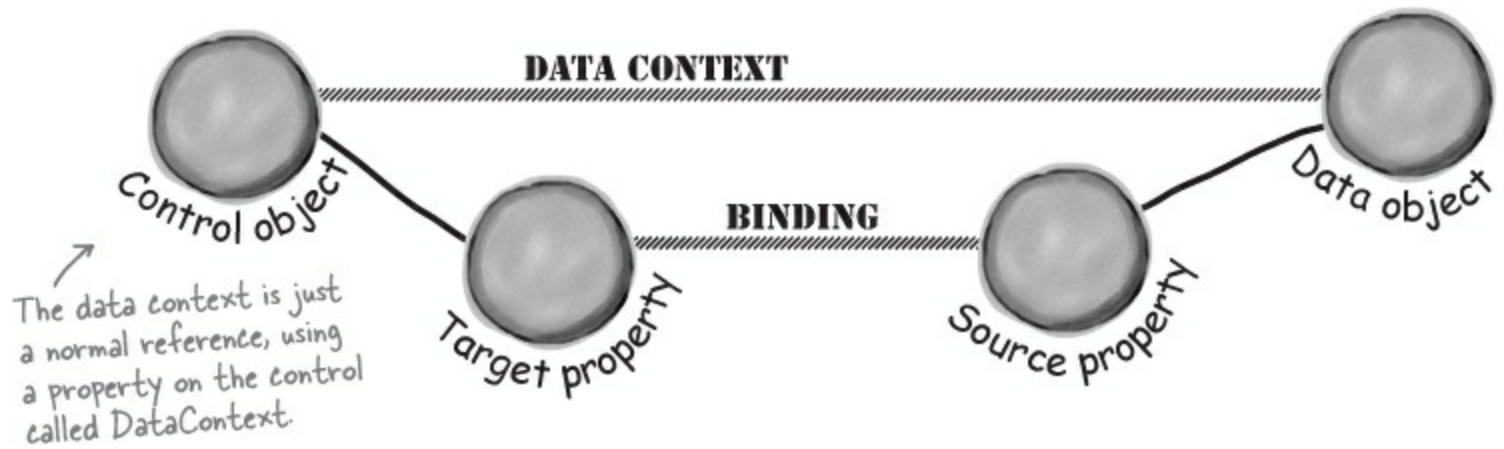 DATA CONTEXT
Control object
Data object
BINDING
Target property
Source property
The data context is just
a normal reference, using
a property on the control
called DataContext.